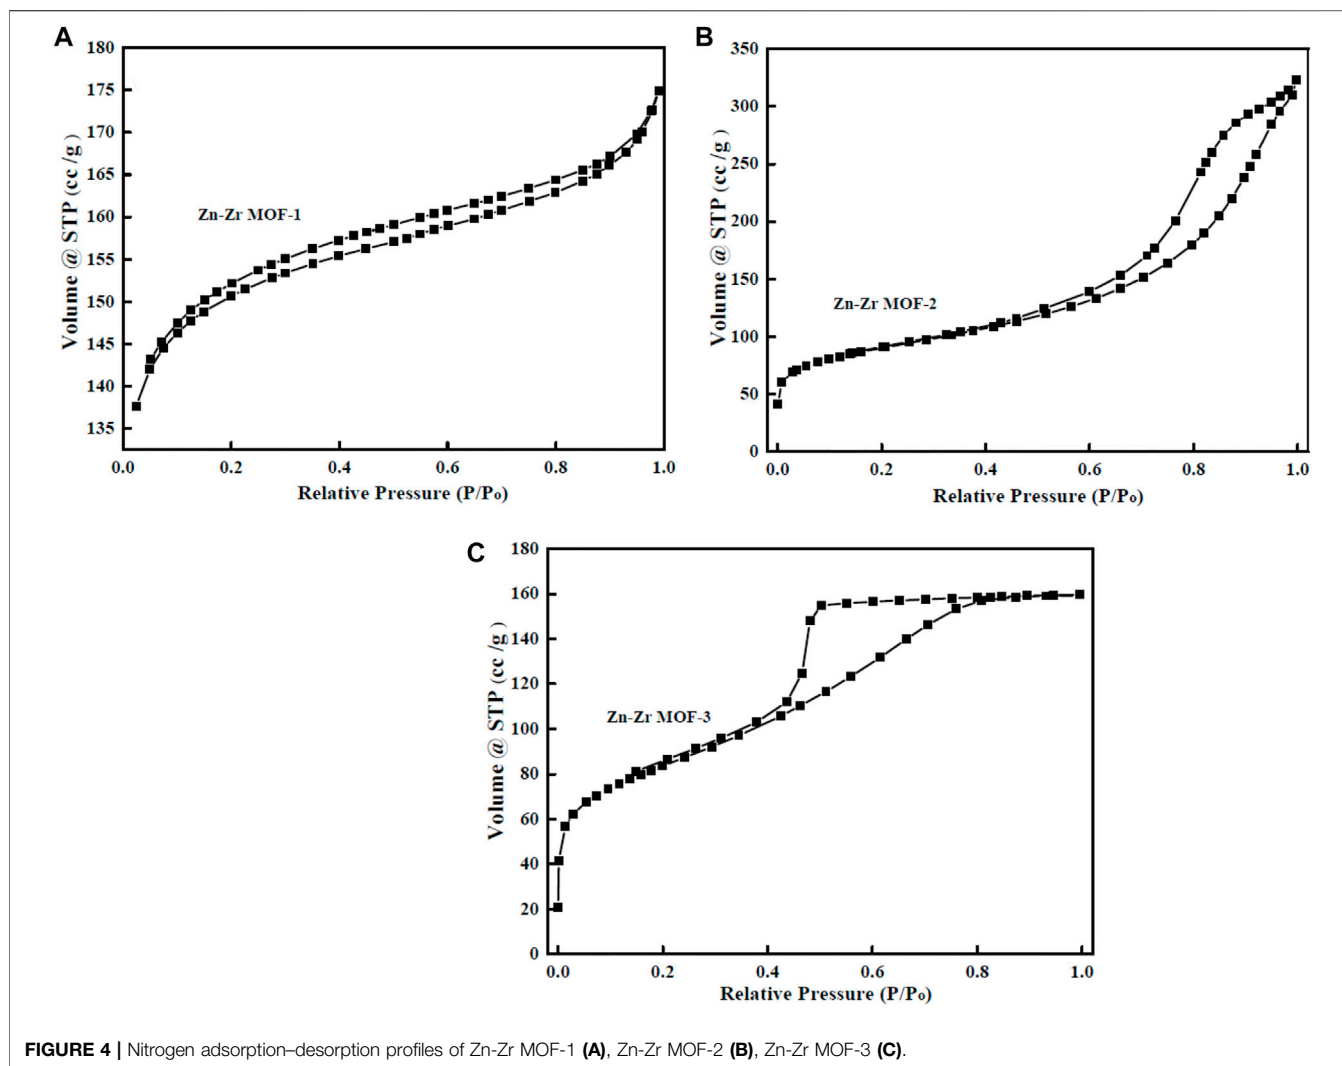 A
180
175
170
165
160
155
150
145
140
135
Volume @ STP (cc /g )
Zn-Zr MOF-1
0.0 0.2 0.4 0.6 0.8 1.0
Relative Pressure (P/Po)
B
350
300
250
200
150
100
50
0
Volume @ STP (cc /g )
Zn-Zr MOF-2
0.0 0.2 0.4 0.6 0.8 1.0
Relative Pressure (P/Po)
C
180
160
140
120
100
80
60
40
20
0
Volume @ STP (cc /g )
Zn-Zr MOF-3
0.0 0.2 0.4 0.6 0.8 1.0
Relative Pressure (P/Po)
FIGURE 4 | Nitrogen adsorption–desorption profiles of Zn-Zr MOF-1 (A), Zn-Zr MOF-2 (B), Zn-Zr MOF-3 (C).